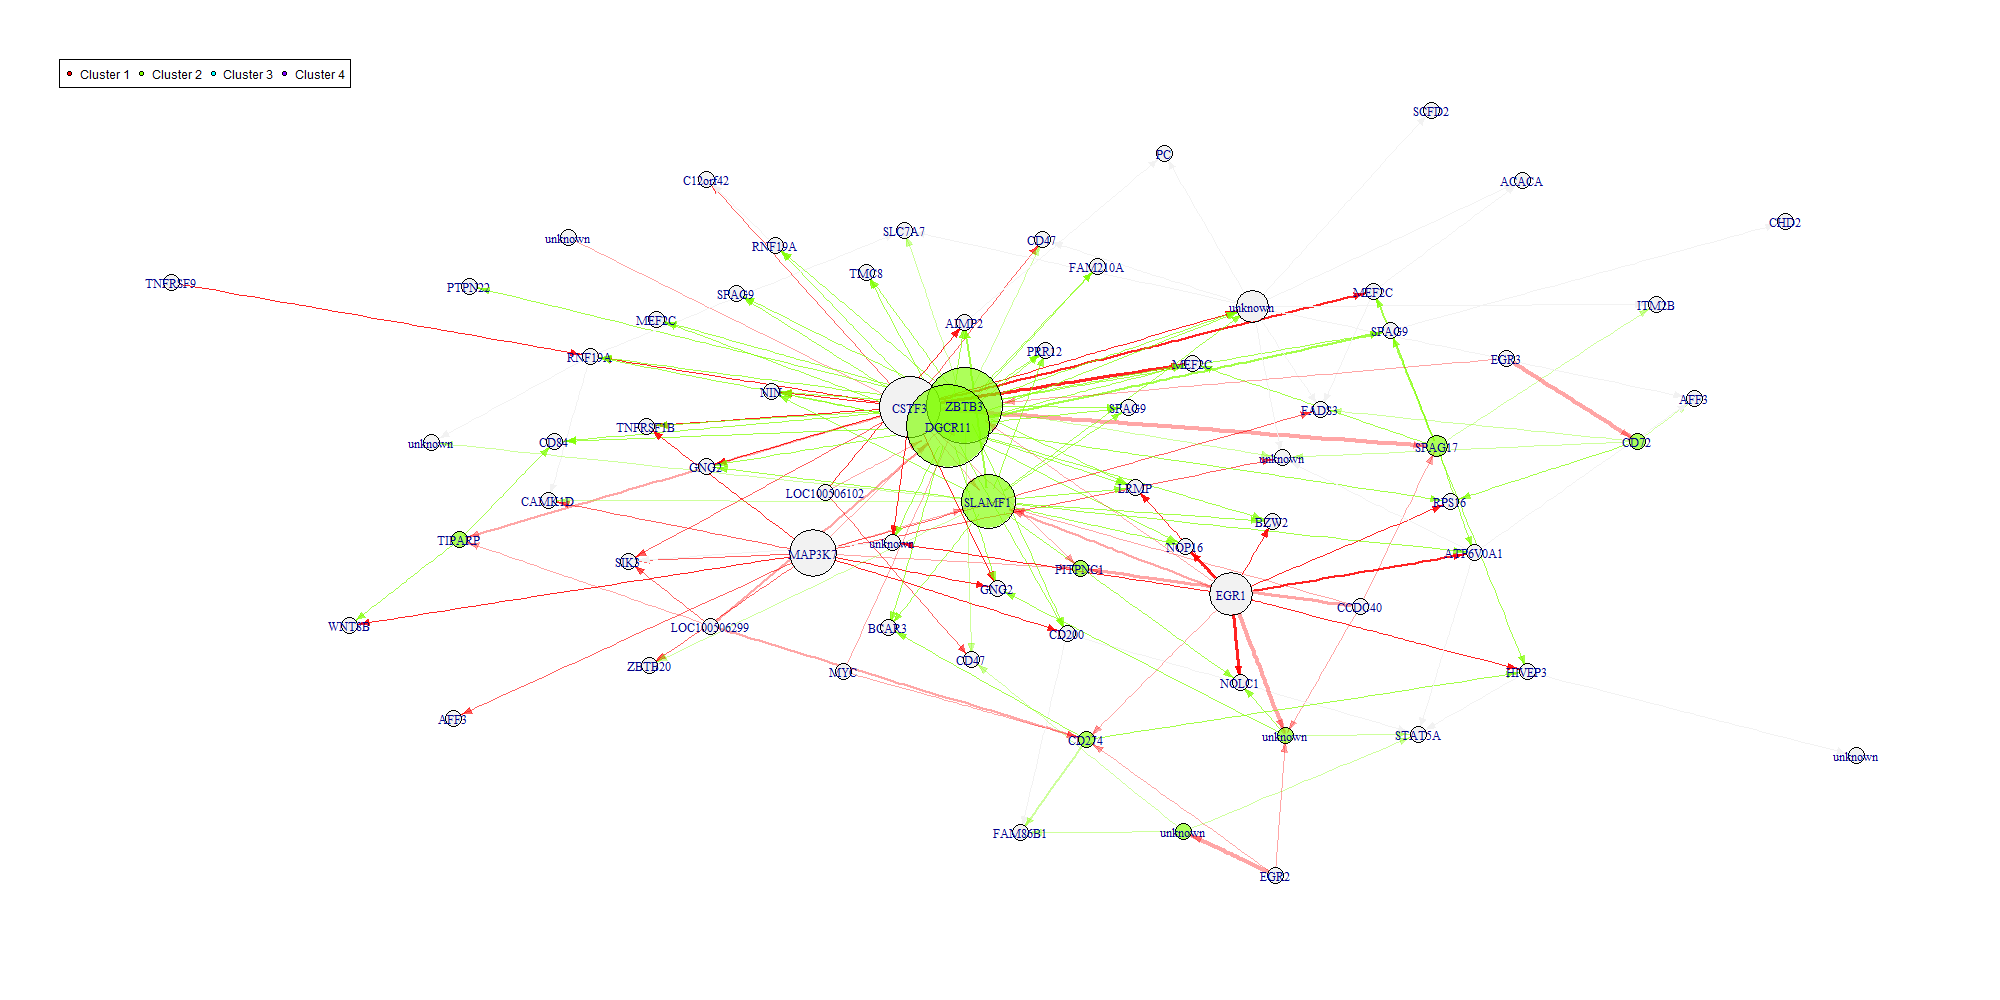 Cluster 1 Cluster 2 Cluster 3 Cluster 4
SCFD2
PC
C12orf42
ACACA
CHD2
SLC7A7
unknown
RNF19A
CD47
FAM210A
TMC8
TNFRSF9
PTPN22
SPAG9
MEF2C
ITM2B
unknown
MEF2C
AIMP2
SPAG9
PRR12
RNF19A
EGR3
MEF2C
NIN
AFF3
CSTF3
ZBTB3
SPAG9
FADS3
TNFRSF1B
DGCR11
unknown
CD84
CD72
SPAG17
unknown
GNG2
LRMP
LOC100506102
CAMK1D
SLAMF1
RPS16
BZW2
TIPARP
unknown
NOP16
MAP3K7
ATP6V0A1
SIK3
PITPNC1
GNG2
EGR1
CCDC40
WNT8B
LOC100506299
BCAR3
CD200
CD47
ZBTB20
MYC
HIVEP3
NOLC1
AFF3
STAT5A
unknown
CD274
unknown
FAM86B1
unknown
EGR2